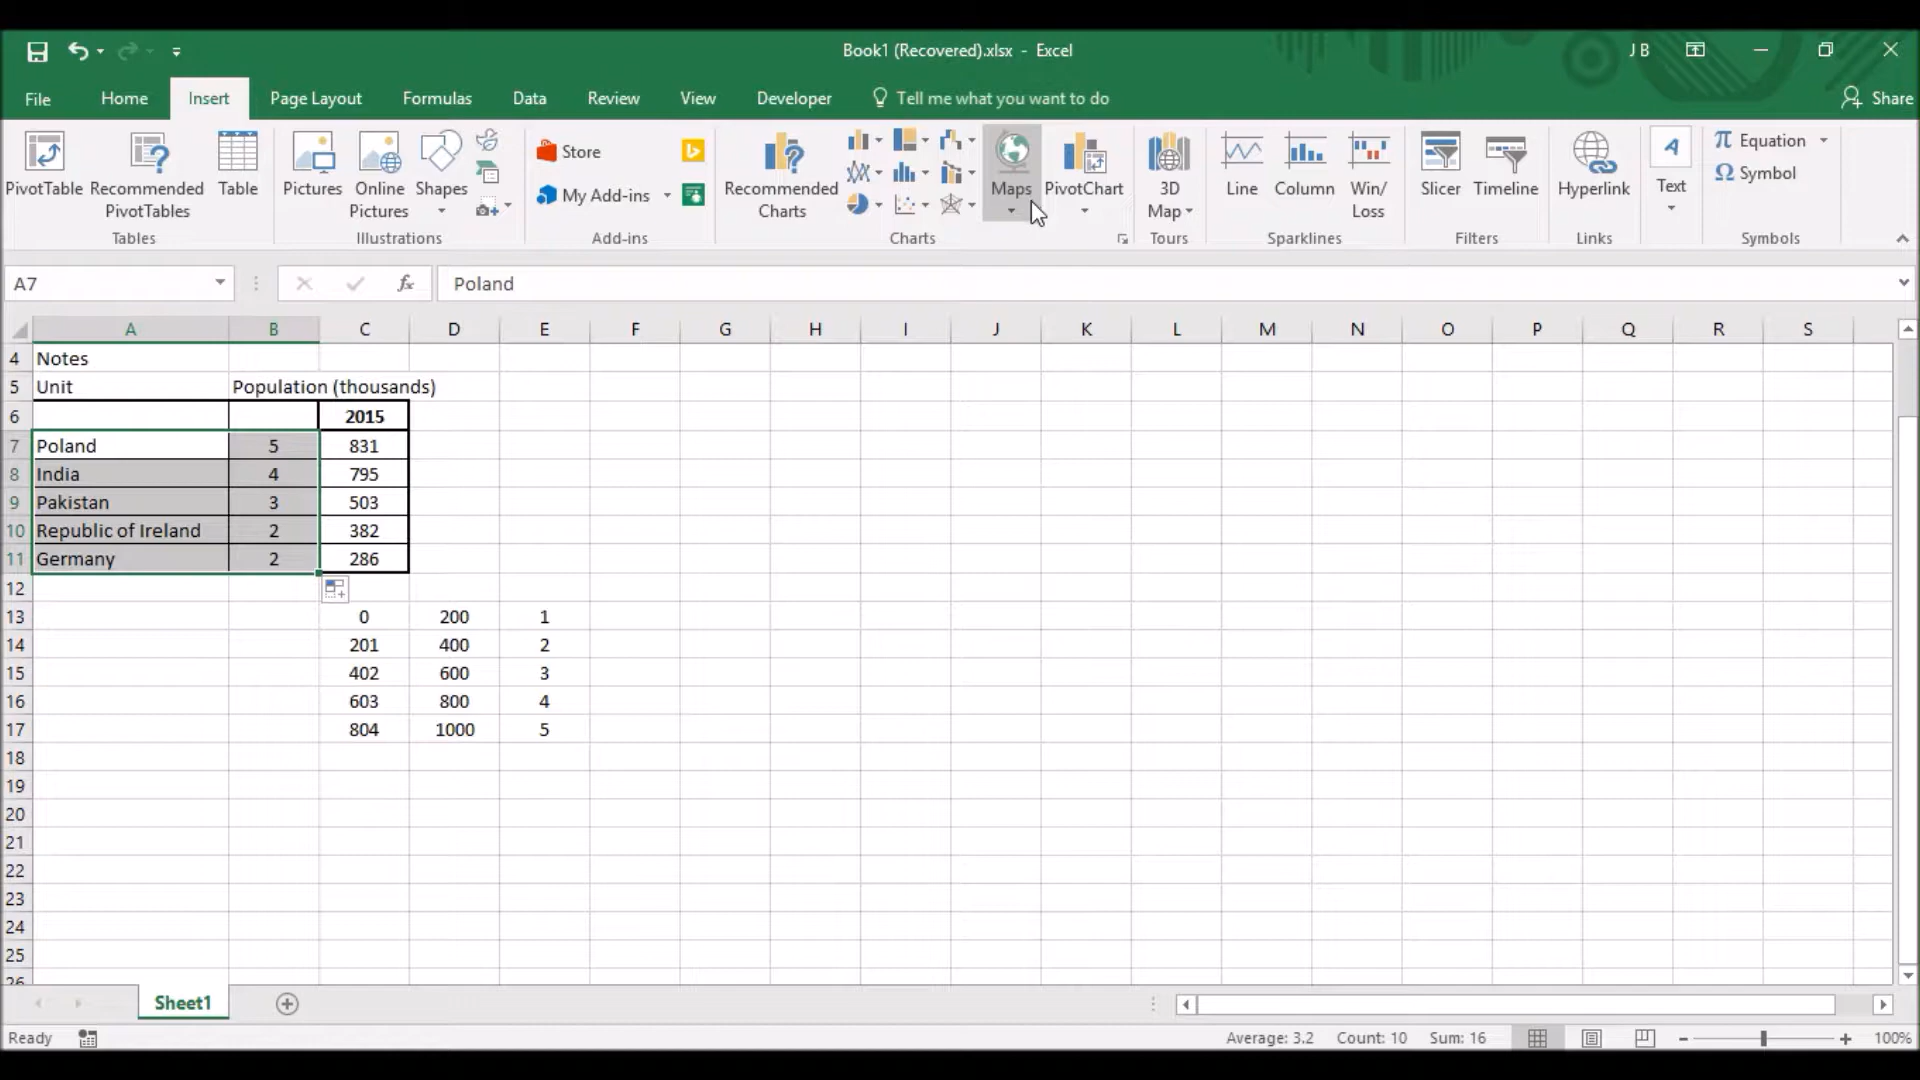 Book1 (Recovered).xlsx - Excel
J B
File Home Insert Page Layout Formulas Data Review View Developer Tell me what you want to do Share
PivotTable
Recommended
PivotTables
Table
Tables
Pictures
Online
Pictures
Shapes
Illustrations
Store
My Add-ins
Add-ins
Recommended
Charts
Maps
PivotChart
Charts
3D
Map
Tours
Line
Column
Win/
Loss
Sparklines
Slicer
Timeline
Filters
Hyperlink
Links
A
Text
π Equation
Ω Symbol
Symbols
A7 fx Poland
A B C D E F G H I J K L M N O P Q R S
4 Notes
5 Unit Population (thousands)
6 2015
7 Poland 5 831
8 India 4 795
9 Pakistan 3 503
10 Republic of Ireland 2 382
11 Germany 2 286
12
13 0 200 1
14 201 400 2
15 402 600 3
16 603 800 4
17 804 1000 5
18
19
20
21
22
23
24
25
26
Sheet1
Ready Average: 3.2 Count: 10 Sum: 16 100%